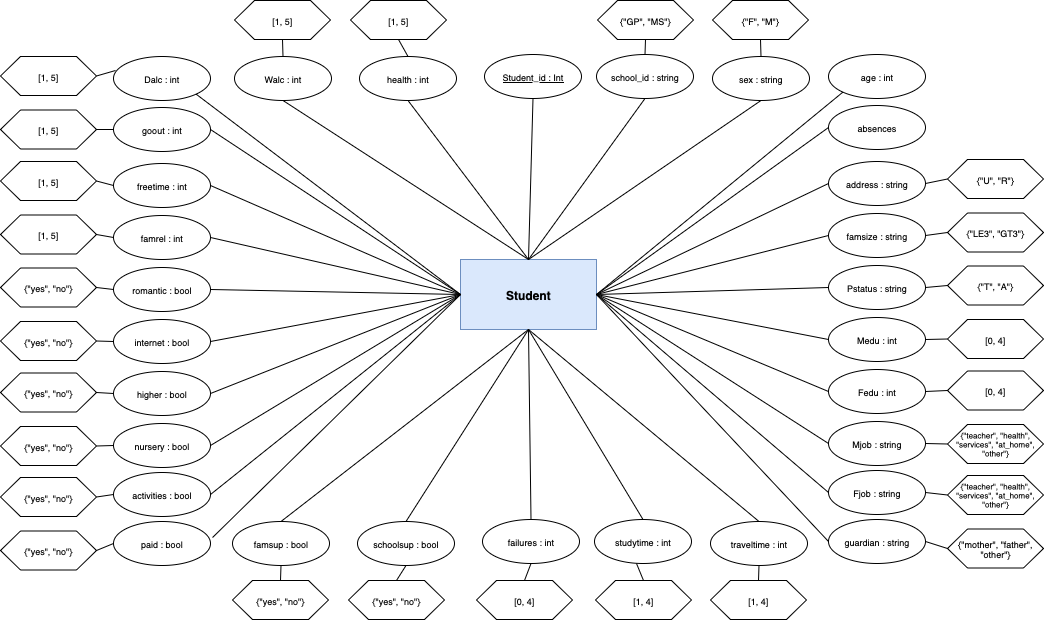 [1, 5]
[1, 5]
{"GP", "MS"}
{"F", "M"}
[1, 5]
Dalc : int
Walc : int
health : int
Student_id : Int
school_id : string
sex : string
age : int
[1, 5]
goout : int
absences
[1, 5]
freetime : int
address : string
{"U", "R"}
[1, 5]
famrel : int
famsize : string
{"LE3", "GT3"}
{"yes", "no"}
romantic : bool
Student
Pstatus : string
{"T", "A"}
{"yes", "no"}
internet : bool
Medu : int
[0, 4]
{"yes", "no"}
higher : bool
Fedu : int
[0, 4]
{"yes", "no"}
nursery : bool
Mjob : string
{"teacher", "health",
"services", "at_home",
"other"}
{"yes", "no"}
activities : bool
Fjob : string
{"teacher", "health",
"services", "at_home",
"other"}
{"yes", "no"}
paid : bool
famsup : bool
schoolsup : bool
failures : int
studytime : int
traveltime : int
guardian : string
{"mother", "father",
"other"}
{"yes", "no"}
{"yes", "no"}
[0, 4]
[1, 4]
[1, 4]